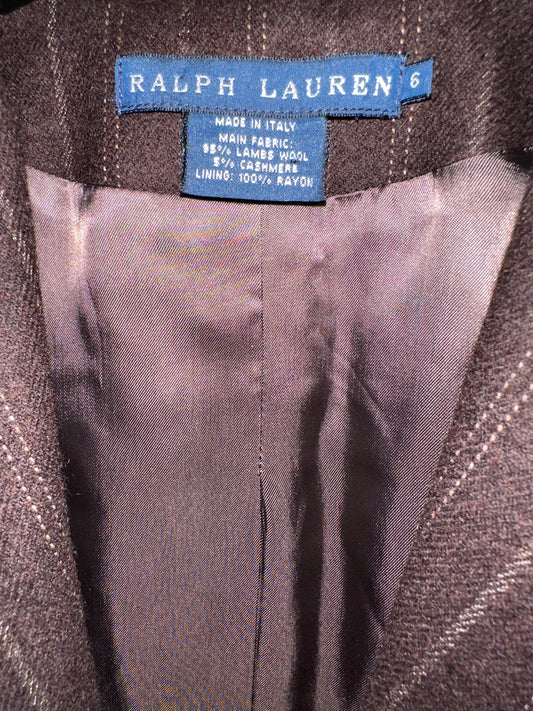 RALPH LAUREN 6
MADE IN ITALY
MAIN FABRIC:
95% LAMBS WOOL
5% CASHMERE
LINING: 100% RAYON